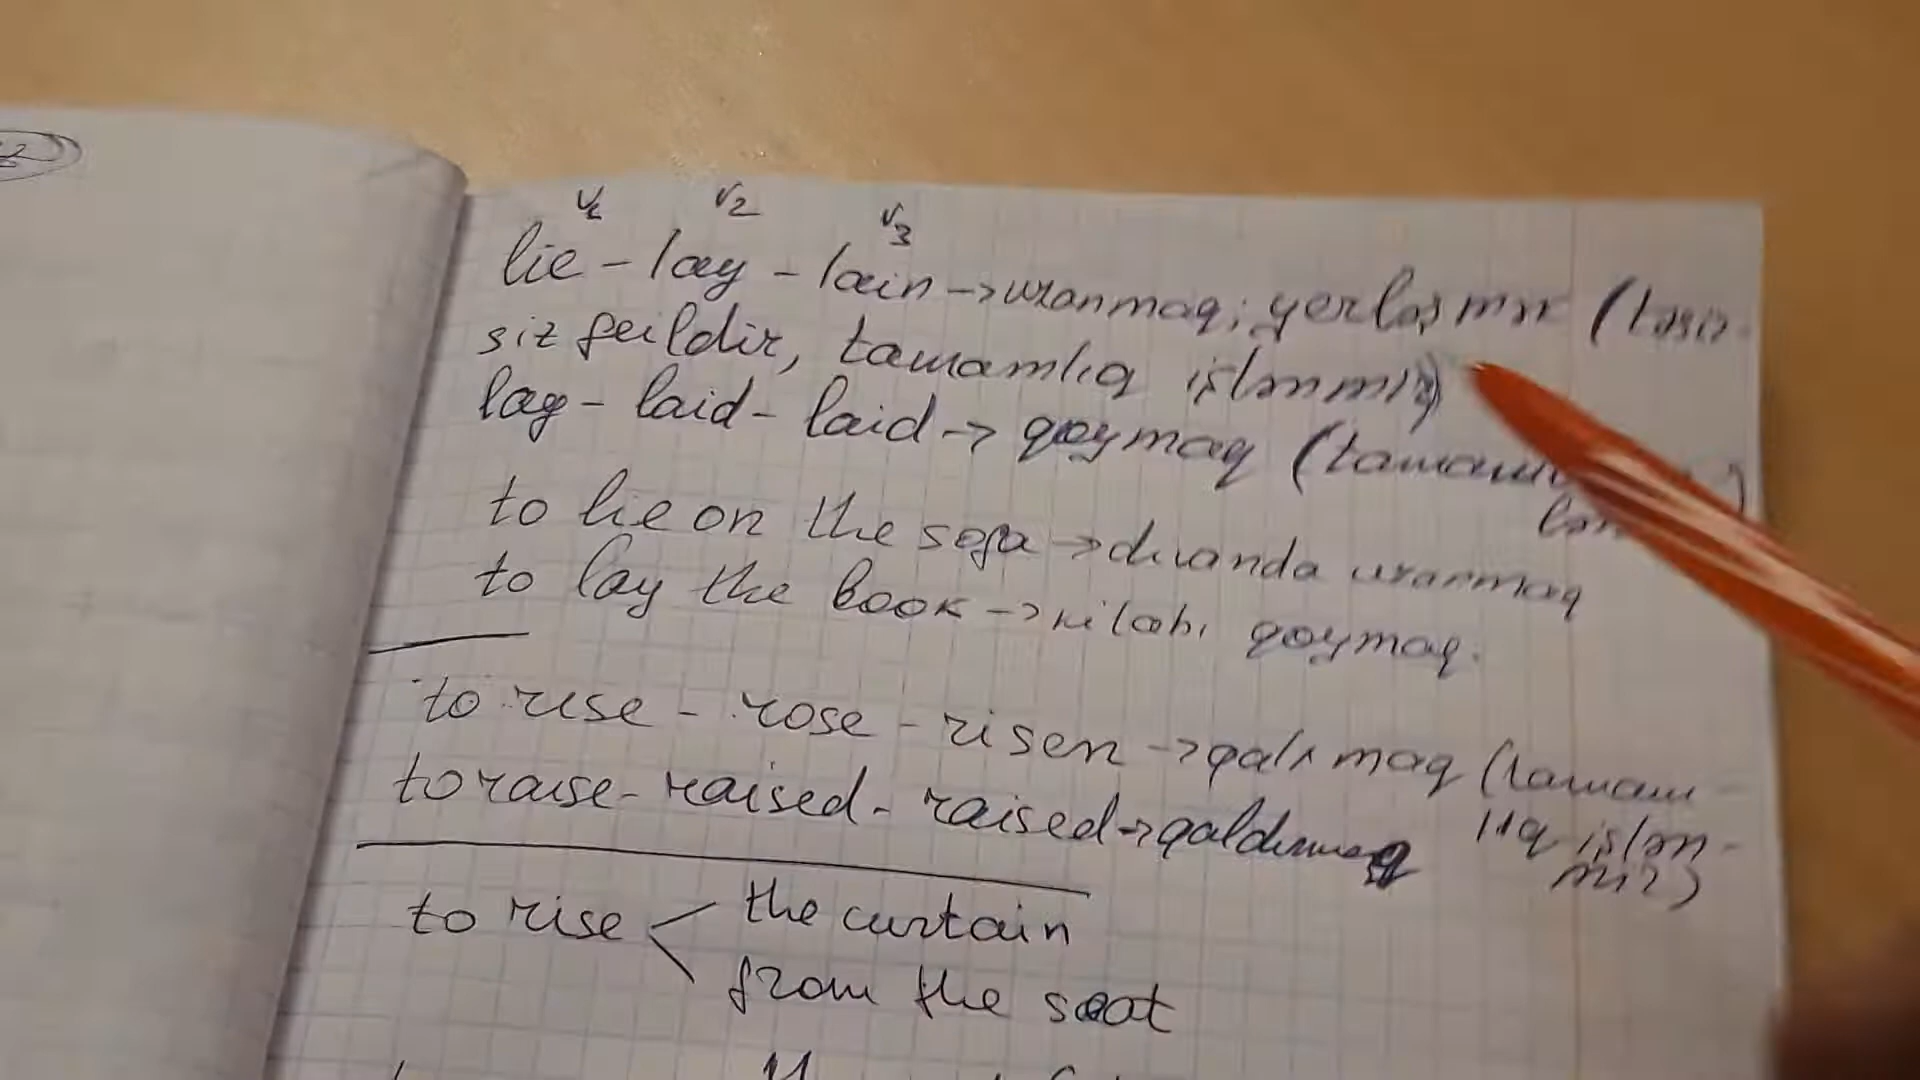 V1 V2 V3
lie - lay - lain → uzanmaq; yerləşmək (təsir-
siz feildir, tamamlıq işlənmir)
lay - laid - laid → qoymaq (tamam
lən
to lie on the sofa → divanda uzanmaq
to lay the book → kitabı qoymaq.
to rise - rose - risen → qalxmaq (tamam-
lıq işlən-
mir)
to raise - raised - raised → qaldırmaq
to rise < the curtain
from the seat